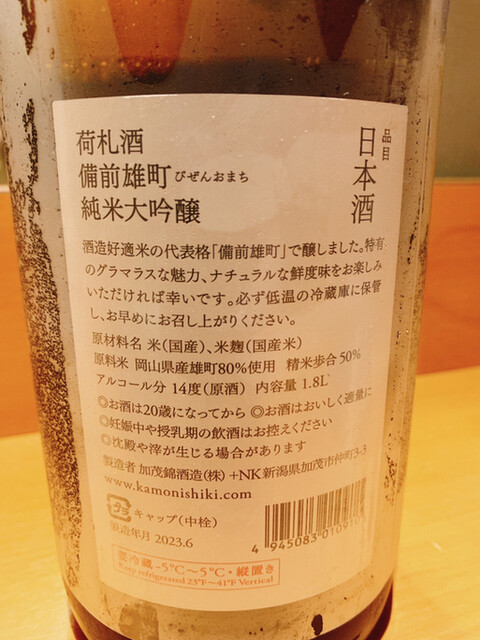 品目
日本酒
荷札酒
備前雄町 びぜんおまち
純米大吟醸
酒造好適米の代表格「備前雄町」で醸しました。特有
のグラマラスな魅力、ナチュラルな鮮度味をお楽しみ
いただければ幸いです。必ず低温の冷蔵庫に保管
し、お早めにお召し上がりください。
原材料名 米(国産)、米麹(国産米)
原料米 岡山県産雄町80%使用 精米歩合50%
アルコール分 14度(原酒) 内容量 1.8L
◎お酒は20歳になってから ◎お酒はおいしく適量に
◎妊娠中や授乳期の飲酒はお控えください
◎沈殿や滓が生じる場合があります
製造者 加茂錦酒造(株) +NK新潟県加茂市仲町3-3
www.kamonishiki.com
キャップ(中栓)
製造年月 2023.6
4 945083 010910
要冷蔵 -5℃〜5℃・縦置き
Keep refrigerated 23°F〜41°F Vertical